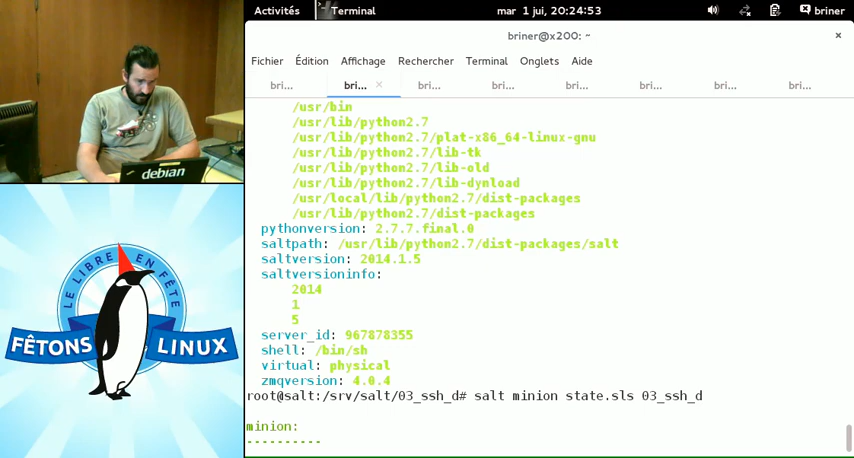 Activités
Terminal
mar 1 jui, 20:24:53
briner
briner@x200: ~
×
Fichier Édition Affichage Rechercher Terminal Onglets Aide
bri... bri... × bri... bri... bri... bri... bri... bri...
/usr/bin
/usr/lib/python2.7
/usr/lib/python2.7/plat-x86_64-linux-gnu
/usr/lib/python2.7/lib-tk
/usr/lib/python2.7/lib-old
/usr/lib/python2.7/lib-dynload
/usr/local/lib/python2.7/dist-packages
/usr/lib/python2.7/dist-packages
pythonversion: 2.7.7.final.0
saltpath: /usr/lib/python2.7/dist-packages/salt
saltversion: 2014.1.5
saltversioninfo:
2014
1
5
server_id: 967878355
shell: /bin/sh
virtual: physical
zmqversion: 4.0.4
root@salt:/srv/salt/03_ssh_d# salt minion state.sls 03_ssh_d
minion:
----------
debian
LE LIBRE EN FÊTE
FÊTONS LINUX